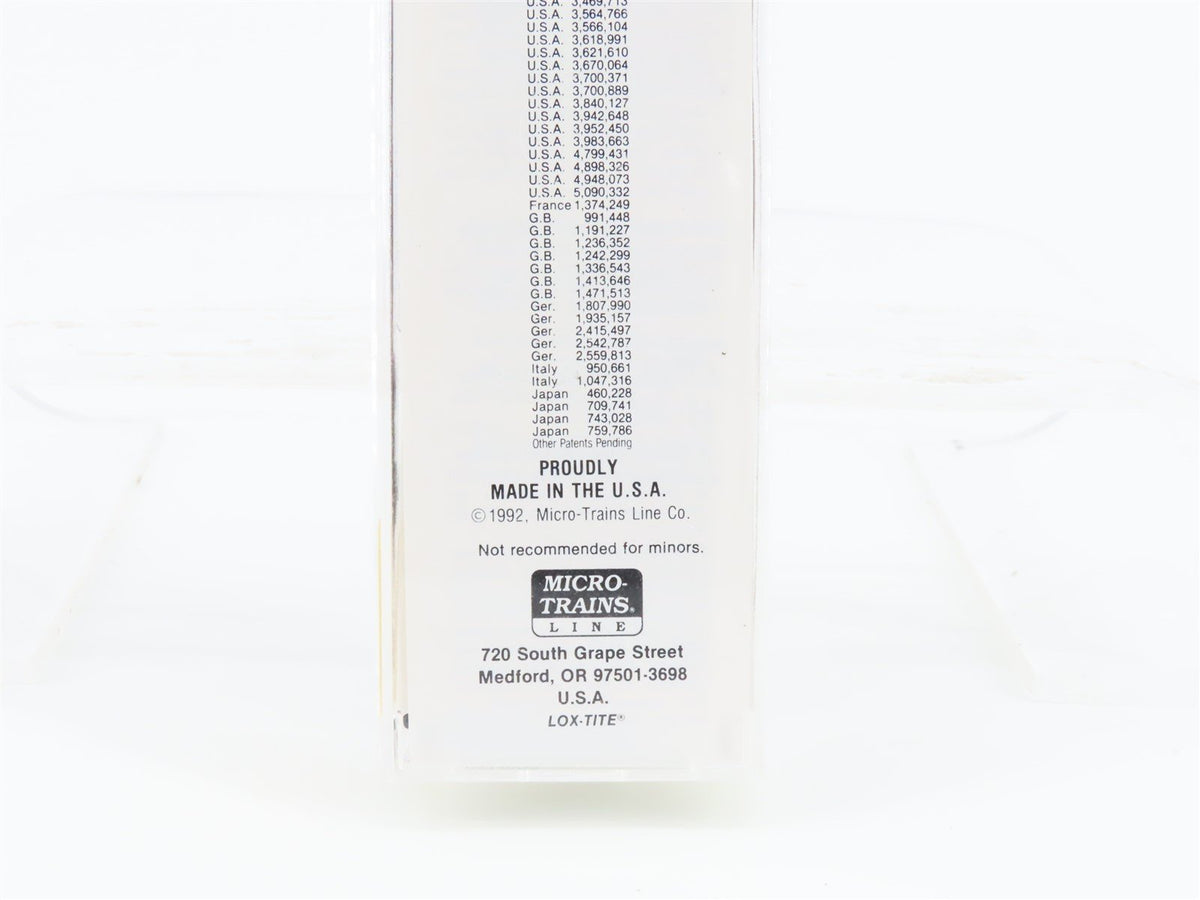 U.S.A. 3,469,713
U.S.A. 3,564,766
U.S.A. 3,566,104
U.S.A. 3,618,991
U.S.A. 3,621,610
U.S.A. 3,670,064
U.S.A. 3,700,371
U.S.A. 3,700,889
U.S.A. 3,840,127
U.S.A. 3,942,648
U.S.A. 3,952,450
U.S.A. 3,983,663
U.S.A. 4,799,431
U.S.A. 4,898,326
U.S.A. 4,948,073
U.S.A. 5,090,332
France 1,374,249
G.B. 991,448
G.B. 1,191,227
G.B. 1,236,352
G.B. 1,242,299
G.B. 1,336,543
G.B. 1,413,646
G.B. 1,471,513
Ger. 1,807,990
Ger. 1,935,157
Ger. 2,415,497
Ger. 2,542,787
Ger. 2,559,813
Italy 950,661
Italy 1,047,316
Japan 460,228
Japan 709,741
Japan 743,028
Japan 759,786
Other Patents Pending
PROUDLY
MADE IN THE U.S.A.
©1992, Micro-Trains Line Co.
Not recommended for minors.
MICRO-
TRAINS®
LINE
720 South Grape Street
Medford, OR 97501-3698
U.S.A.
LOX-TITE®